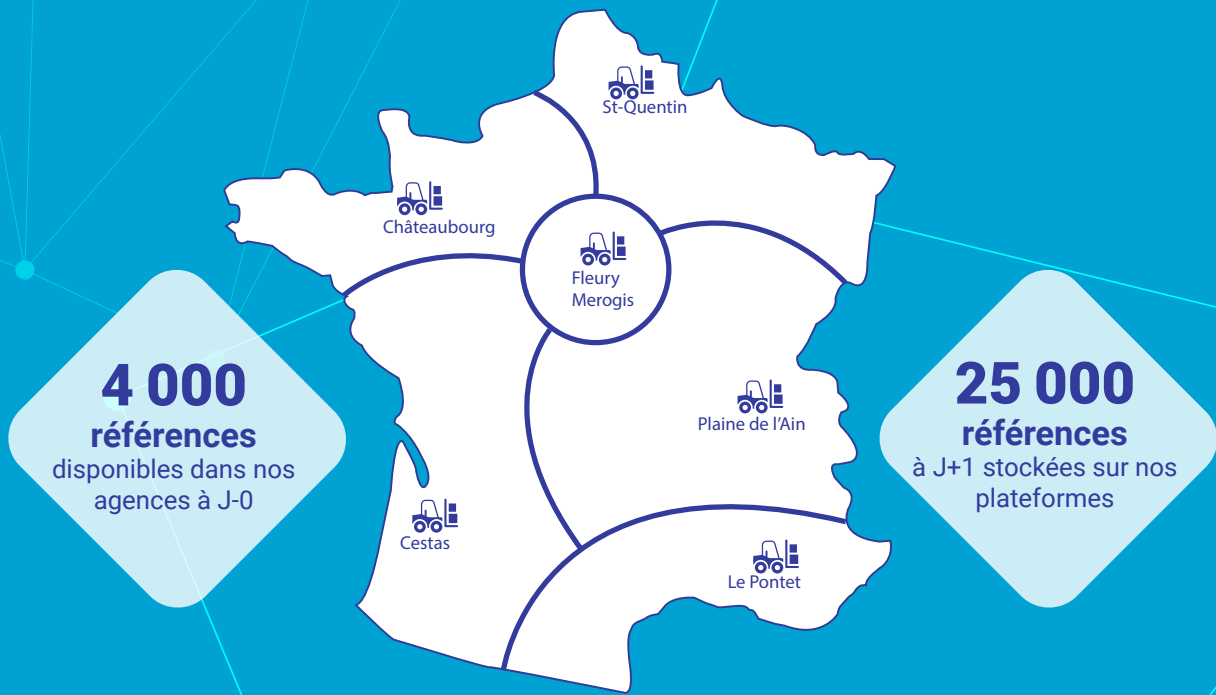 St-Quentin
Châteaubourg
Fleury
Merogis
4 000
références
disponibles dans nos
agences à J-0
25 000
références
à J+1 stockées sur nos
plateformes
Plaine de l'Ain
Cestas
Le Pontet